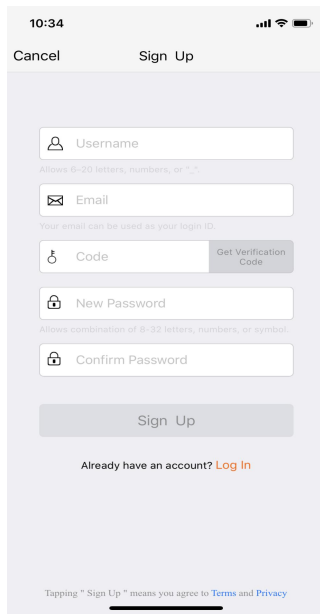 10:34
Cancel
Sign Up
Username
Allows 6-20 letters, numbers, or "_".
Email
Your email can be used as your login ID.
Code
Get Verification
Code
New Password
Allows combination of 8-32 letters, numbers, or symbol.
Confirm Password
Sign Up
Already have an account? Log In
Tapping " Sign Up " means you agree to Terms and Privacy